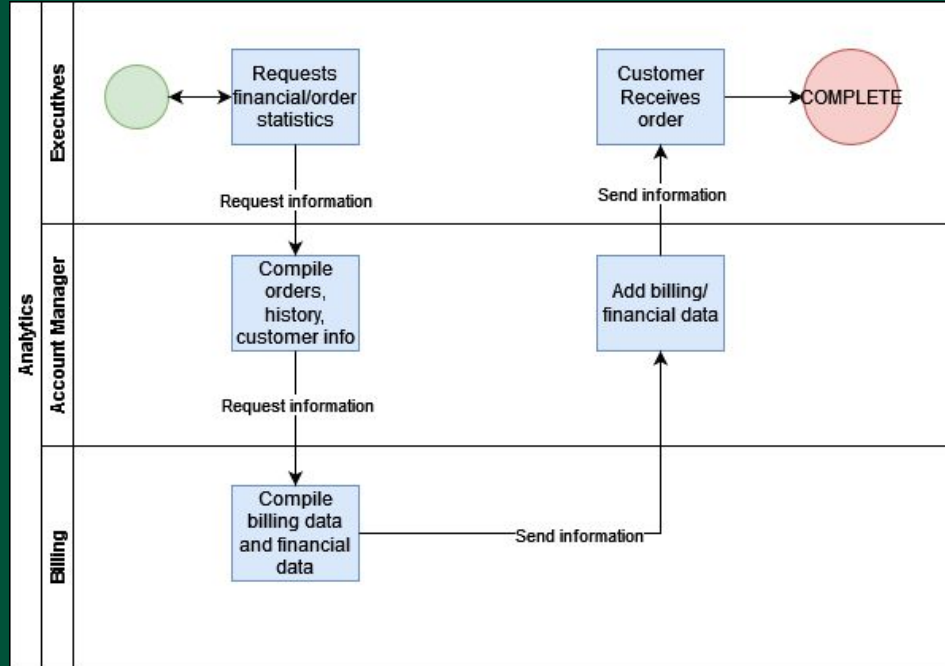 Analytics
Executives
Requests
financial/order
statistics
Customer
Receives
order
COMPLETE
Request information
Send information
Account Manager
Compile
orders,
history,
customer info
Add billing/
financial data
Request information
Billing
Compile
billing data
and financial
data
Send information